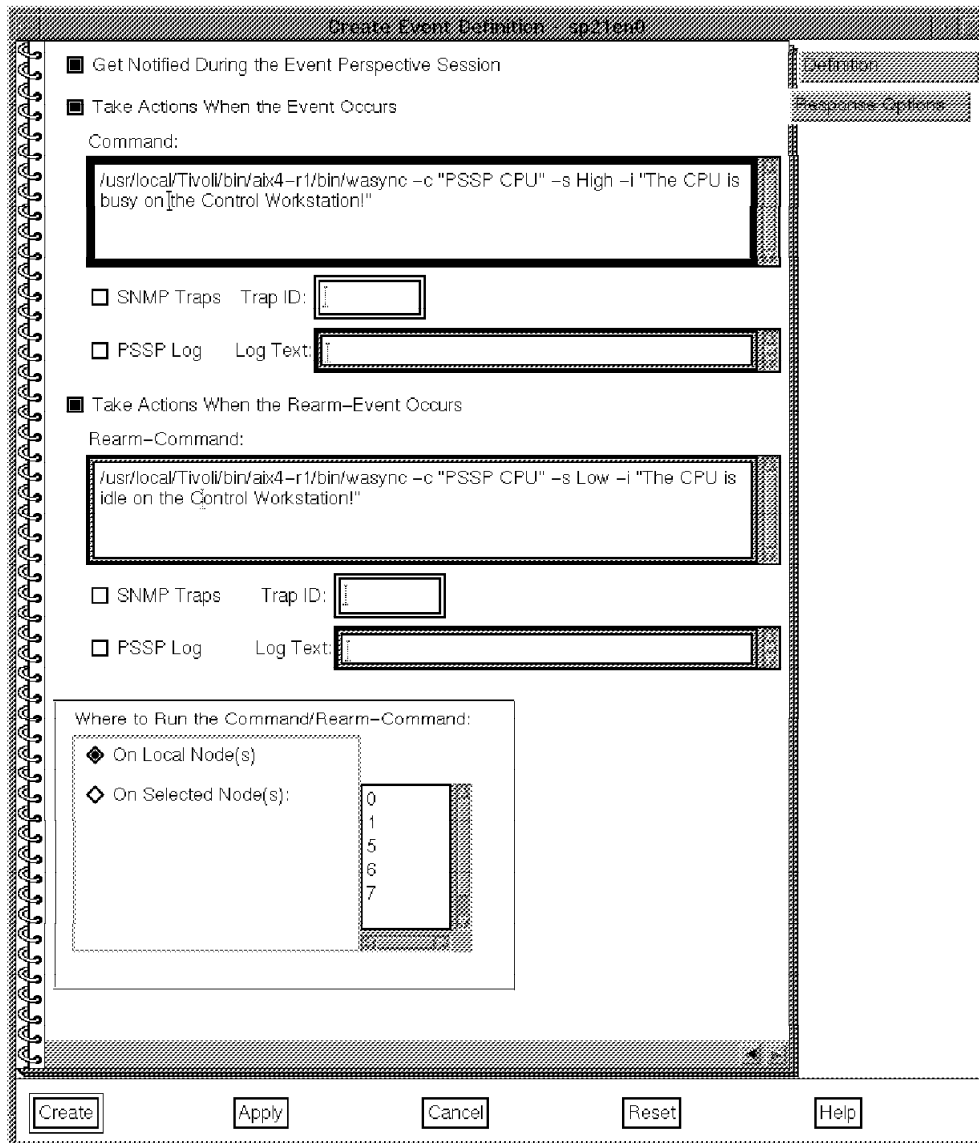 Create Event Definition - sp21en0
Get Notified During the Event Perspective Session
Definition
Take Actions When the Event Occurs
Response Options
Command:
/usr/local/Tivoli/bin/aix4-r1/bin/wasync -c "PSSP CPU" -s High -i "The CPU is
busy on the Control Workstation!"
SNMP Traps Trap ID:
PSSP Log Log Text:
Take Actions When the Rearm-Event Occurs
Rearm-Command:
/usr/local/Tivoli/bin/aix4-r1/bin/wasync -c "PSSP CPU" -s Low -i "The CPU is
idle on the Control Workstation!"
SNMP Traps Trap ID:
PSSP Log Log Text:
Where to Run the Command/Rearm-Command:
On Local Node(s)
On Selected Node(s):
0
1
5
6
7
Create Apply Cancel Reset Help